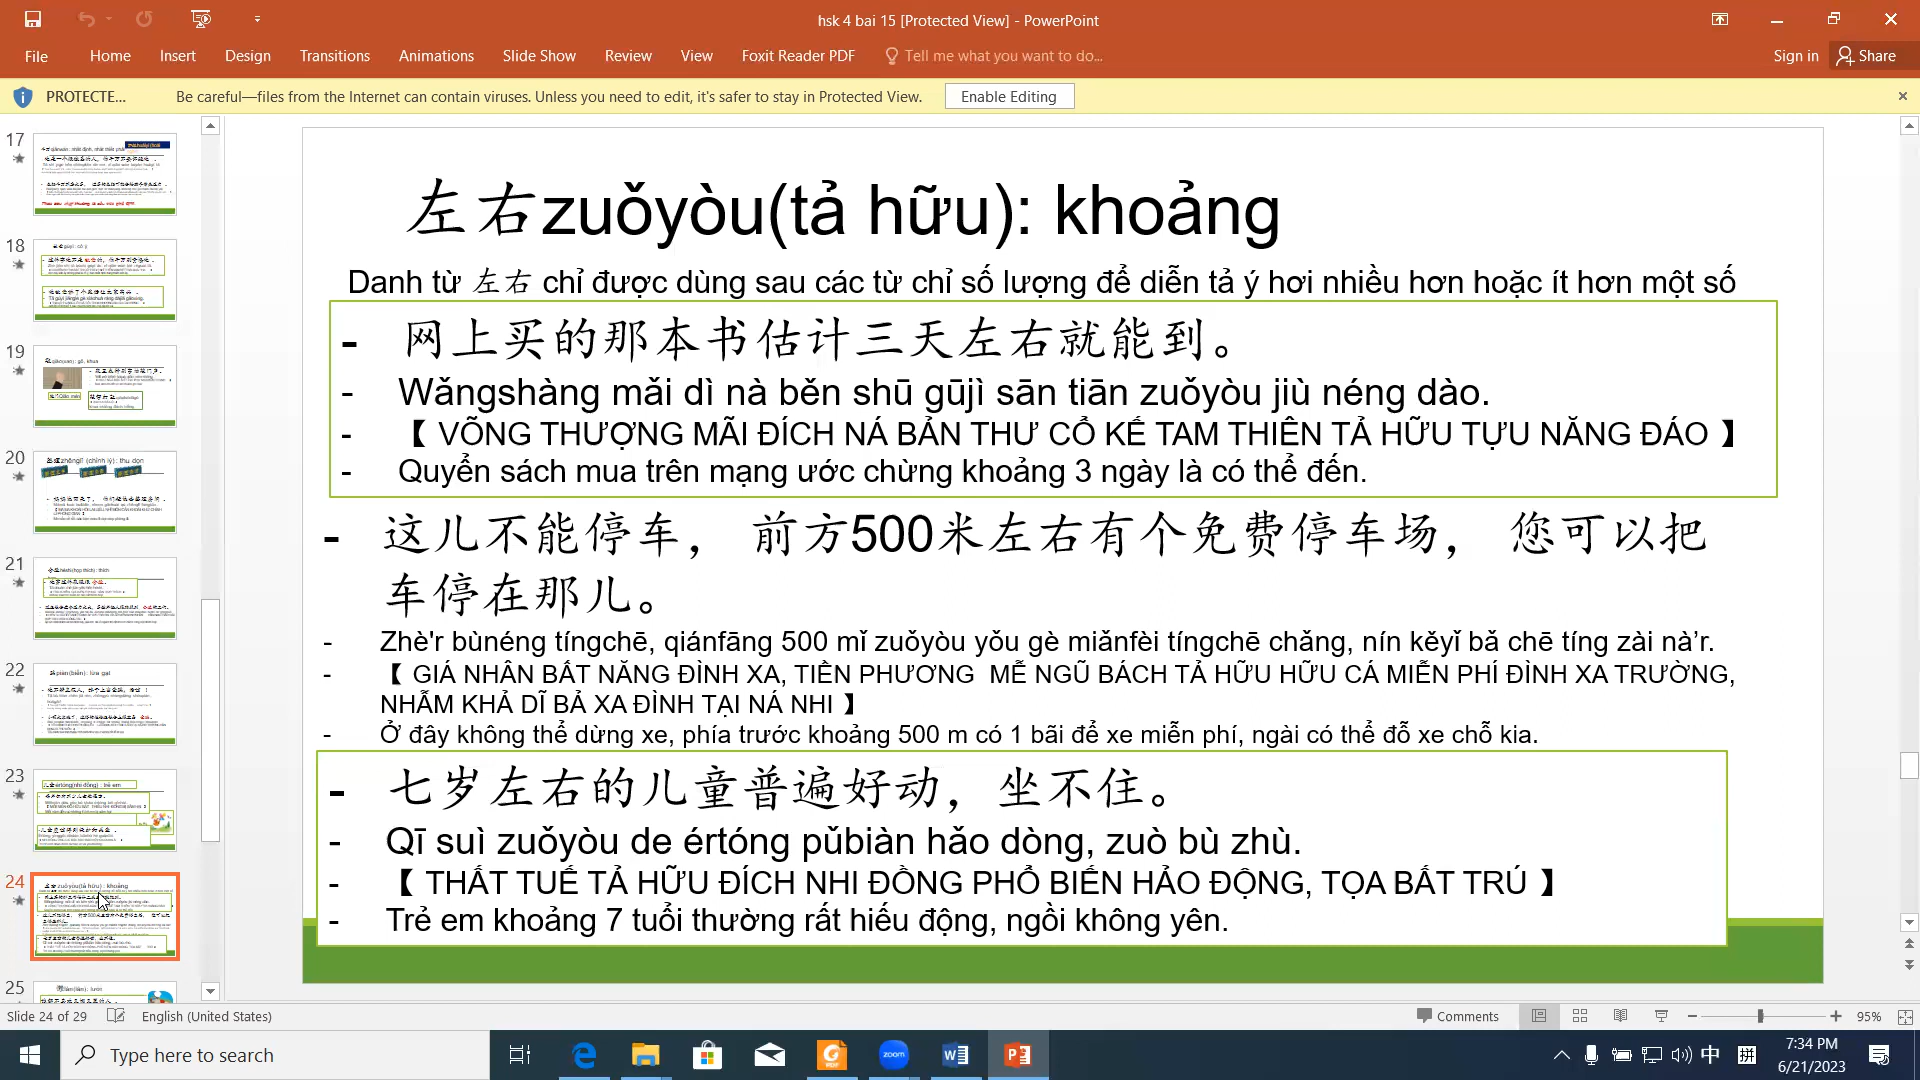 hsk 4 bai 15 [Protected View] - PowerPoint
File Home Insert Design Transitions Animations Slide Show Review View Foxit Reader PDF Tell me what you want to do... Sign in Share
PROTECTE... Be careful—files from the Internet can contain viruses. Unless you need to edit, it's safer to stay in Protected View. Enable Editing
17
18
19
20
21
22
23
24
25
左右zuǒyòu(tả hữu): khoảng
Danh từ 左右 chỉ được dùng sau các từ chỉ số lượng để diễn tả ý hơi nhiều hơn hoặc ít hơn một số
- 网上买的那本书估计三天左右就能到。
- Wǎngshàng mǎi dì nà běn shū gūjì sān tiān zuǒyòu jiù néng dào.
- 【 VÕNG THƯỢNG MÃI ĐÍCH NÁ BẢN THƯ CỔ KẾ TAM THIÊN TẢ HỮU TỰU NĂNG ĐÁO 】
- Quyển sách mua trên mạng ước chừng khoảng 3 ngày là có thể đến.
- 这儿不能停车， 前方500米左右有个免费停车场， 您可以把
车停在那儿。
- Zhè'r bùnéng tíngchē, qiánfāng 500 mǐ zuǒyòu yǒu gè miǎnfèi tíngchē chǎng, nín kěyǐ bǎ chē tíng zài nà’r.
- 【 GIÁ NHÂN BẤT NĂNG ĐÌNH XA, TIỀN PHƯƠNG MỄ NGŨ BÁCH TẢ HỮU HỮU CÁ MIỄN PHÍ ĐÌNH XA TRƯỜNG,
NHẪM KHẢ DĨ BẢ XA ĐÌNH TẠI NÁ NHI 】
- Ở đây không thể dừng xe, phía trước khoảng 500 m có 1 bãi để xe miễn phí, ngài có thể đỗ xe chỗ kia.
- 七岁左右的儿童普遍好动，坐不住。
- Qī suì zuǒyòu de értóng pǔbiàn hǎo dòng, zuò bù zhù.
- 【 THẤT TUẾ TẢ HỮU ĐÍCH NHI ĐỒNG PHỔ BIẾN HẢO ĐỘNG, TỌA BẤT TRÚ 】
- Trẻ em khoảng 7 tuổi thường rất hiếu động, ngồi không yên.
Slide 24 of 29 English (United States) Comments 95%
Type here to search zoom 中 拼 7:34 PM
6/21/2023